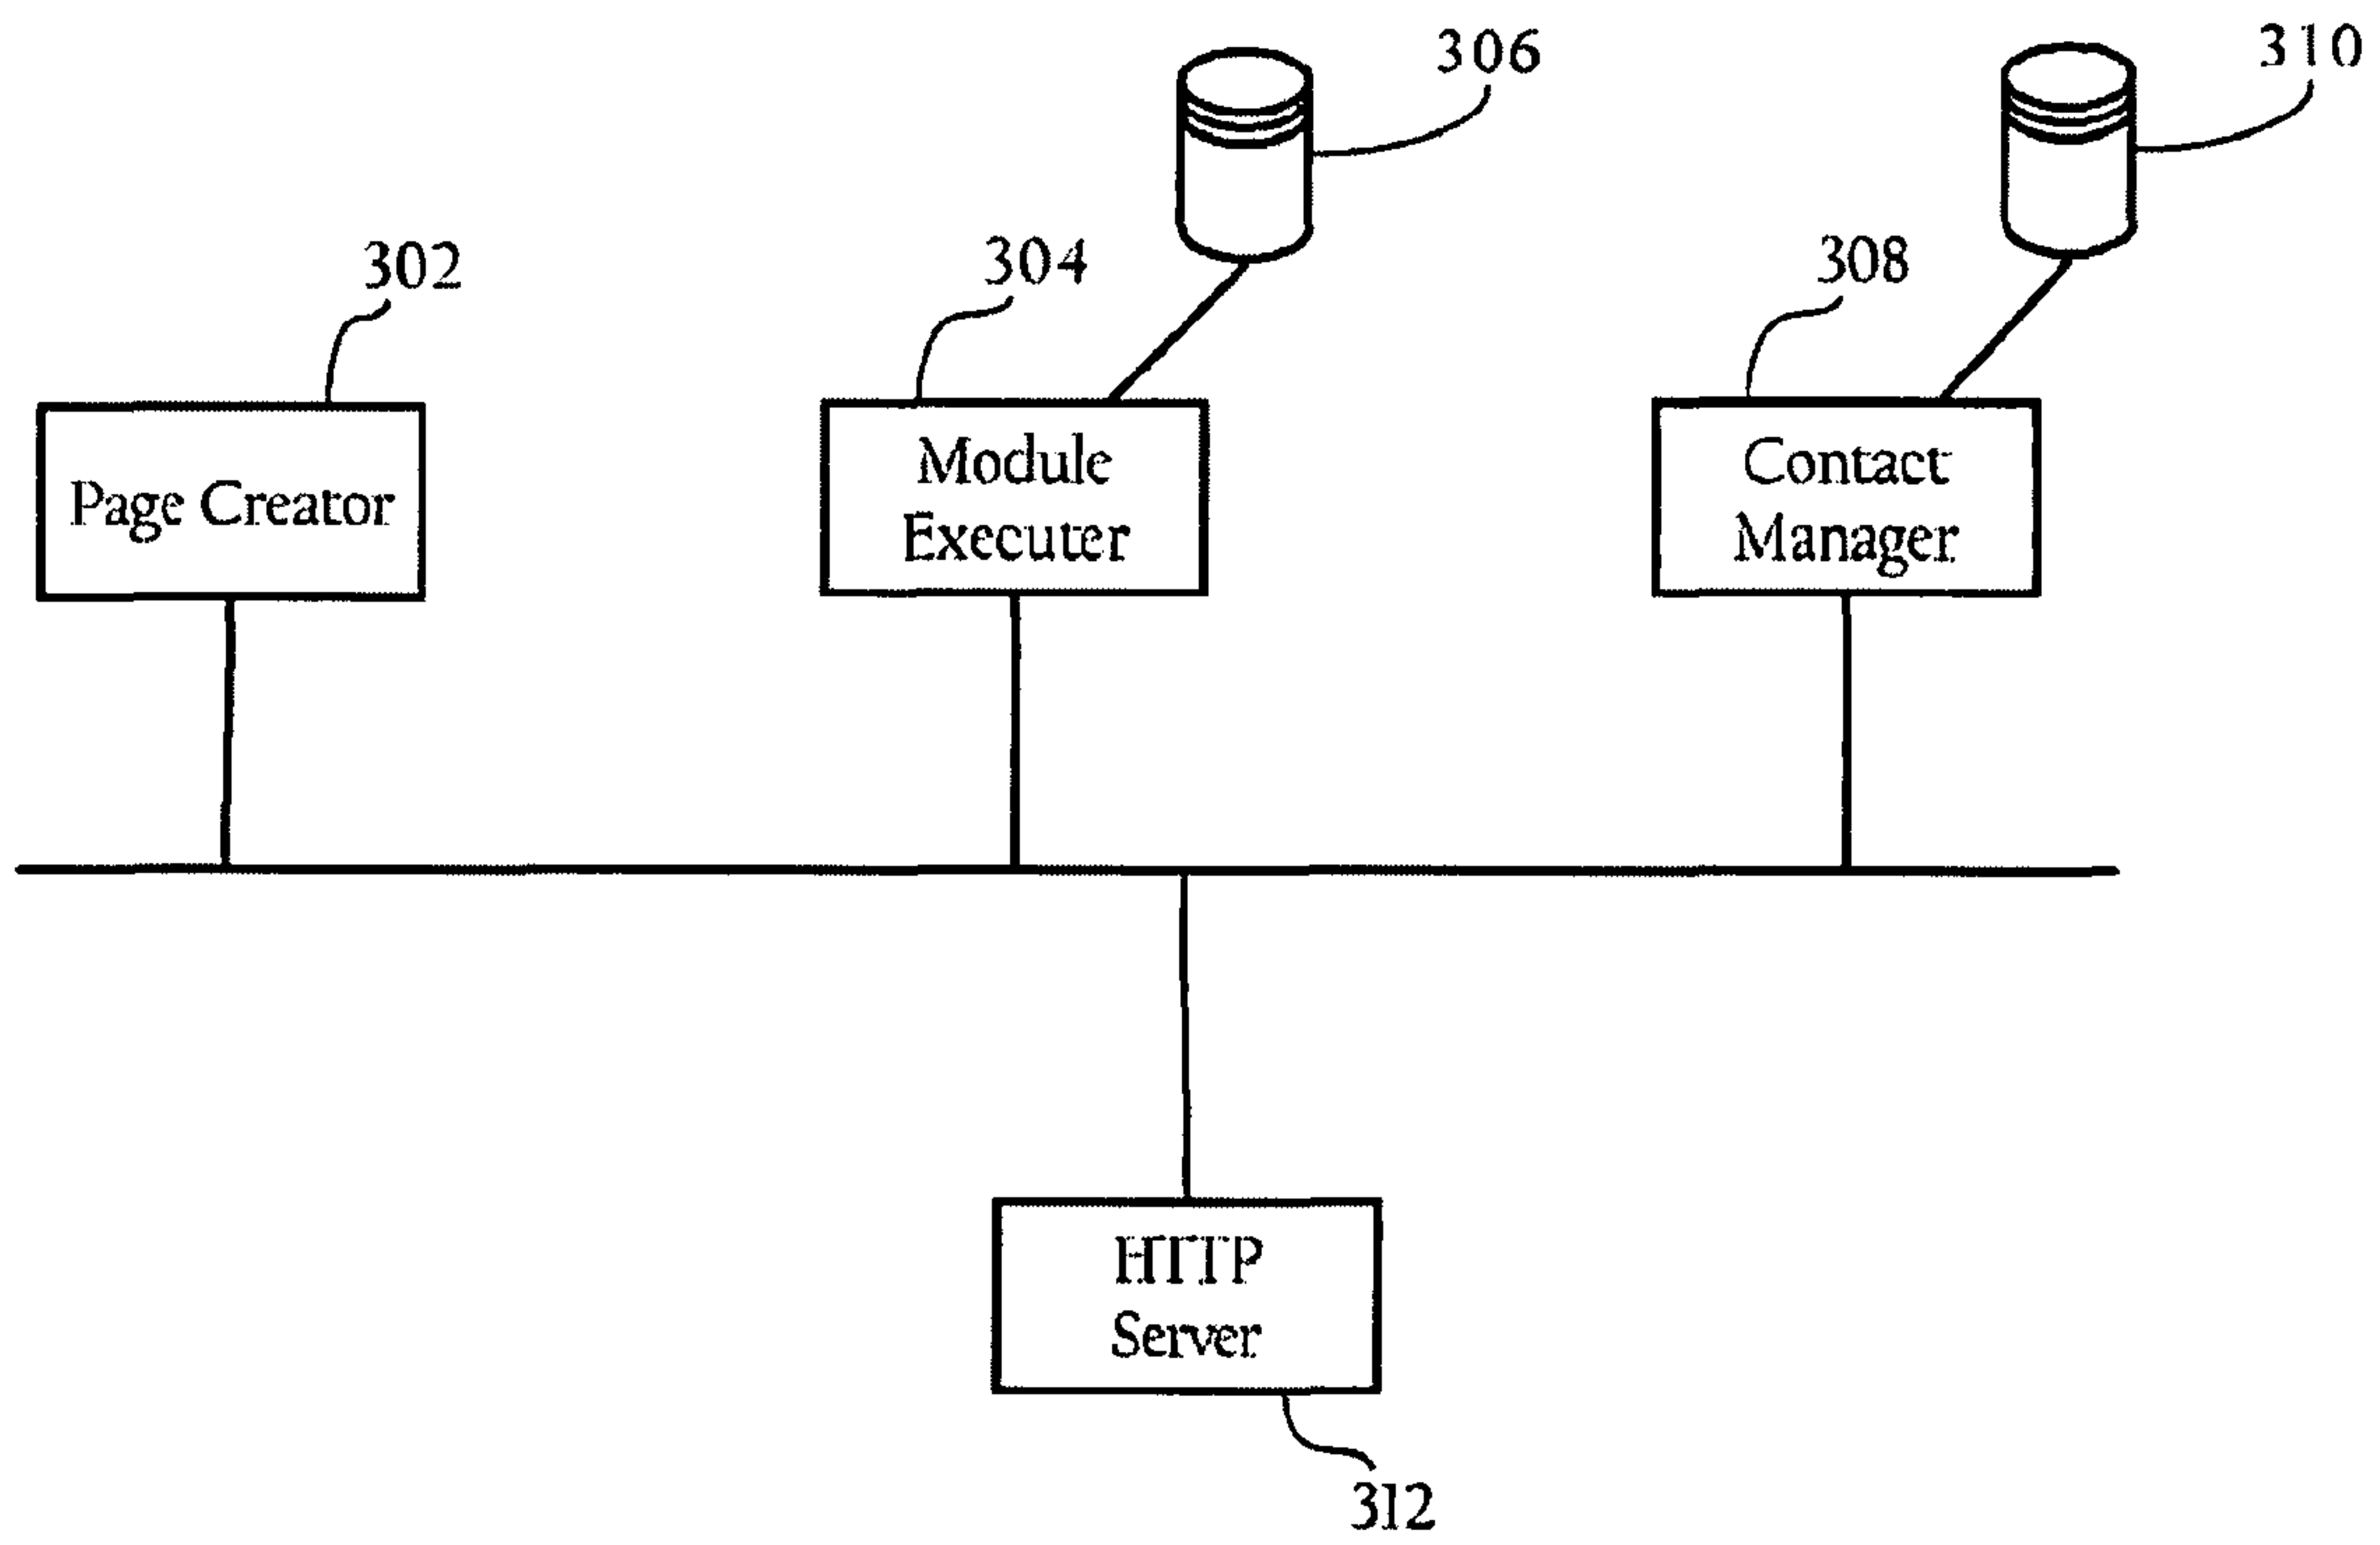 306
310
302
304
308
Page Creator
Module
Executer
Contact
Manager
HTTP
Server
312